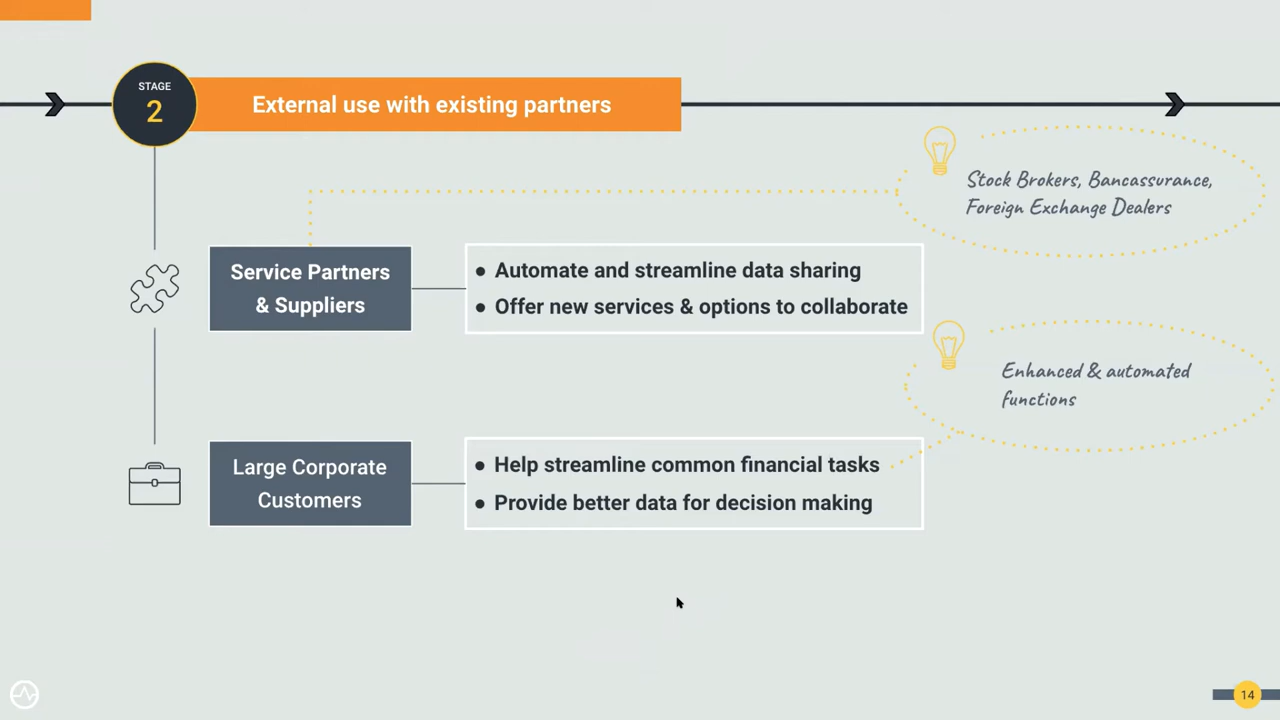 STAGE
2
External use with existing partners
Stock Brokers, Bancassurance,
Foreign Exchange Dealers
Service Partners
& Suppliers
● Automate and streamline data sharing
● Offer new services & options to collaborate
Enhanced & automated
functions
Large Corporate
Customers
● Help streamline common financial tasks
● Provide better data for decision making
14